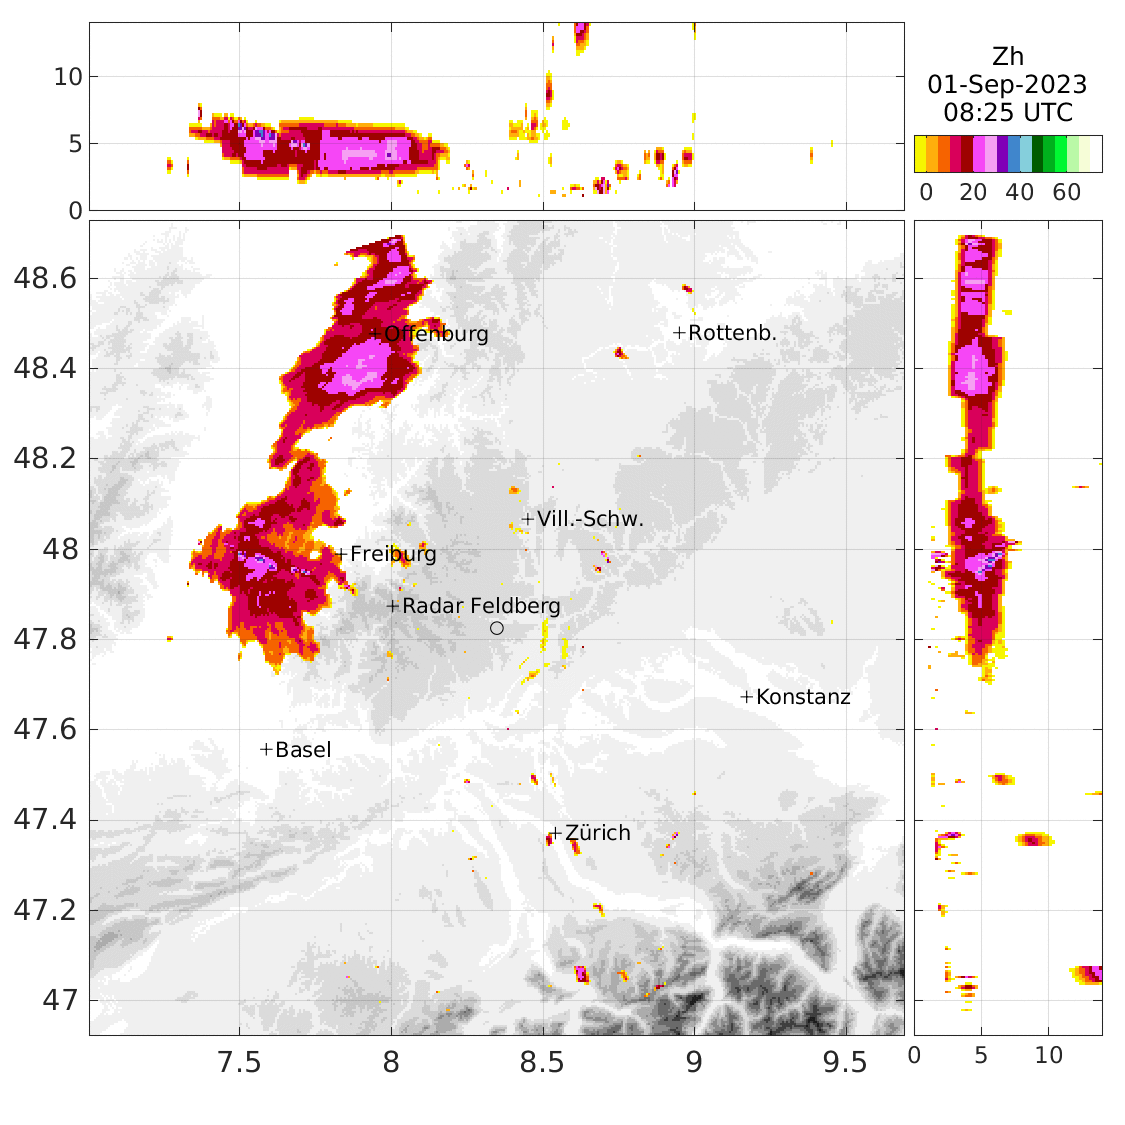 10
5
0
Zh
01-Sep-2023
08:25 UTC
0 20 40 60
48.6
48.4
48.2
48
47.8
47.6
47.4
47.2
47
Offenburg
Rottenb.
Vill.-Schw.
Freiburg
Radar Feldberg
Konstanz
Basel
Zürich
7.5 8 8.5 9 9.5
0 5 10